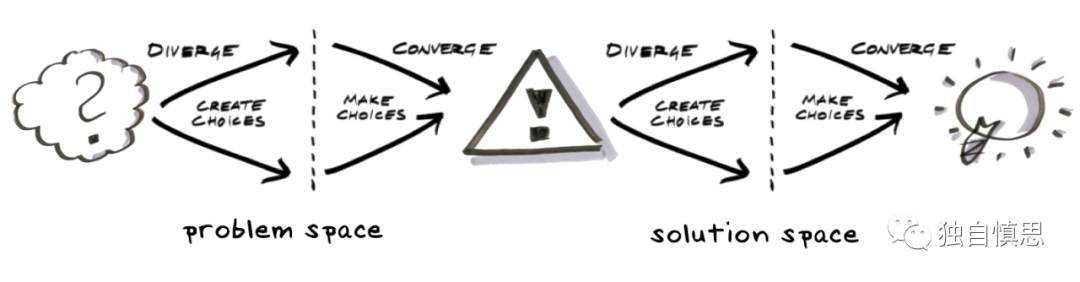 ?
DIVERGE
CREATE
CHOICES
CONVERGE
MAKE
CHOICES
!
DIVERGE
CREATE
CHOICES
CONVERGE
MAKE
CHOICES
problem space
solution space
独自慎思